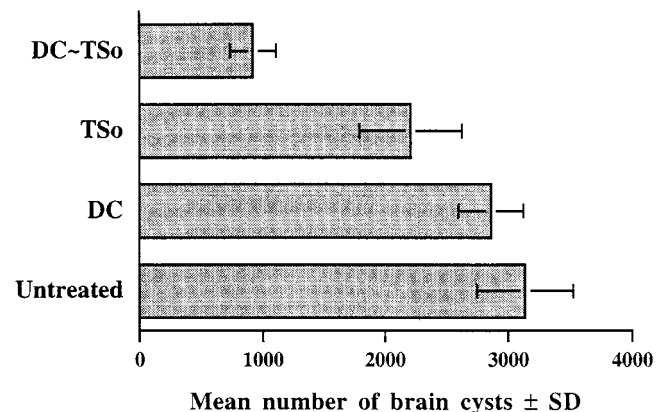 DC~TSo
TSo
DC
Untreated
0 1000 2000 3000 4000
Mean number of brain cysts ± SD